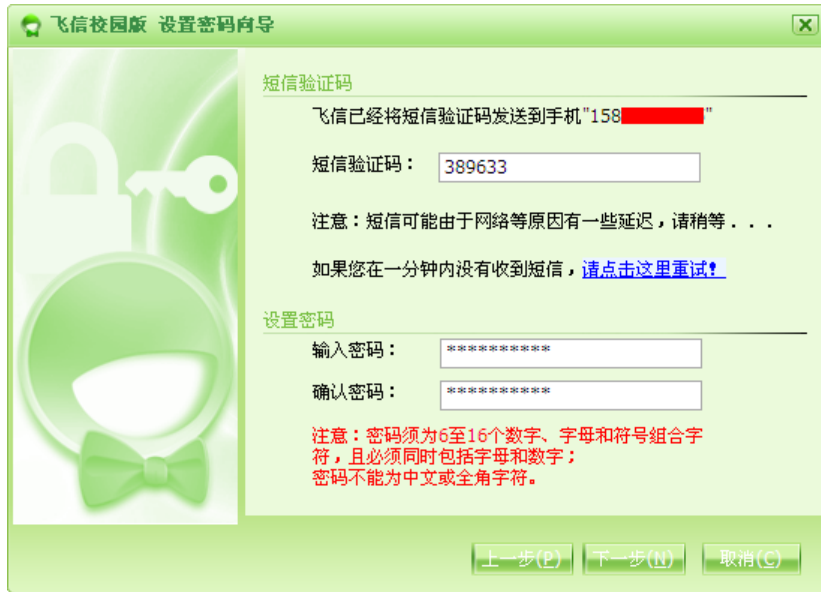 飞信校园版 设置密码向导
短信验证码
飞信已经将短信验证码发送到手机"158 "
短信验证码： 389633
注意：短信可能由于网络等原因有一些延迟，请稍等...
如果您在一分钟内没有收到短信，请点击这里重试！
设置密码
输入密码： **********
确认密码： **********
注意：密码须为6至16个数字、字母和符号组合字
符，且必须同时包括字母和数字；
密码不能为中文或全角字符。
上一步(P) 下一步(N) 取消(C)